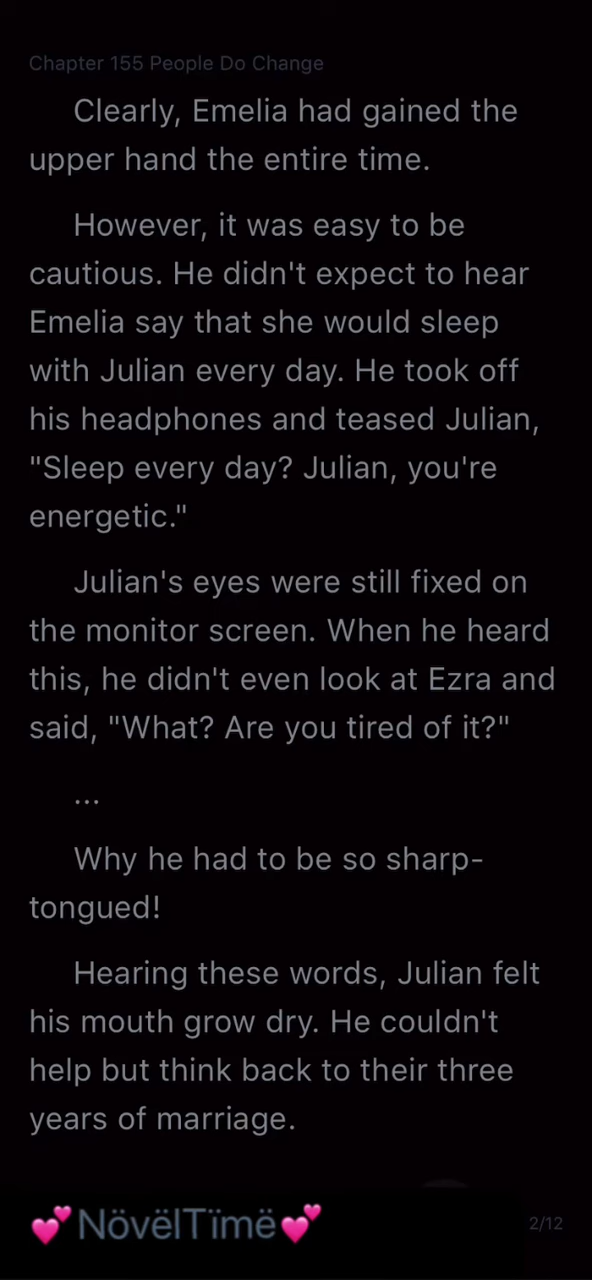 Chapter 155 People Do Change
Clearly, Emelia had gained the
upper hand the entire time.
However, it was easy to be
cautious. He didn't expect to hear
Emelia say that she would sleep
with Julian every day. He took off
his headphones and teased Julian,
"Sleep every day? Julian, you're
energetic."
Julian's eyes were still fixed on
the monitor screen. When he heard
this, he didn't even look at Ezra and
said, "What? Are you tired of it?"
...
Why he had to be so sharp-
tongued!
Hearing these words, Julian felt
his mouth grow dry. He couldn't
help but think back to their three
years of marriage.
💕NövëlTïmë💕
2/12